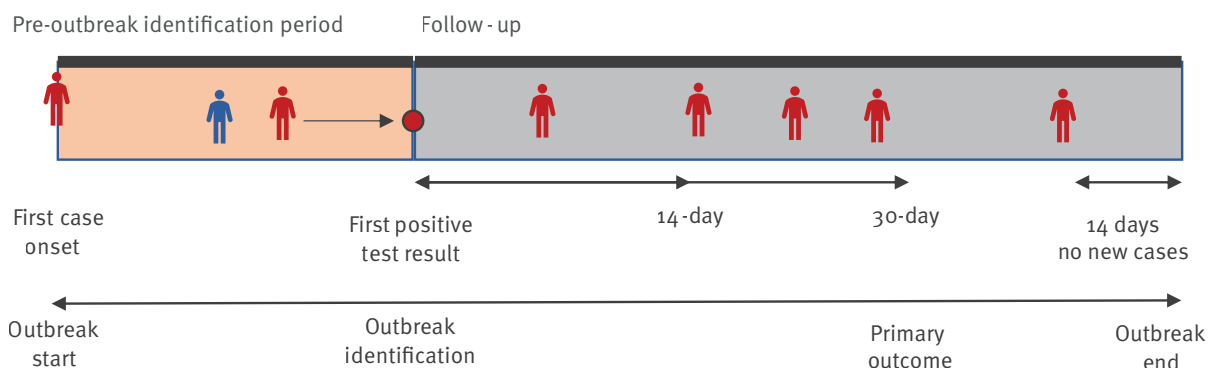 Pre-outbreak identification period
Follow - up
First case
onset
First positive
test result
14 -day
30-day
14 days
no new cases
Outbreak
start
Outbreak
identification
Primary
outcome
Outbreak
end